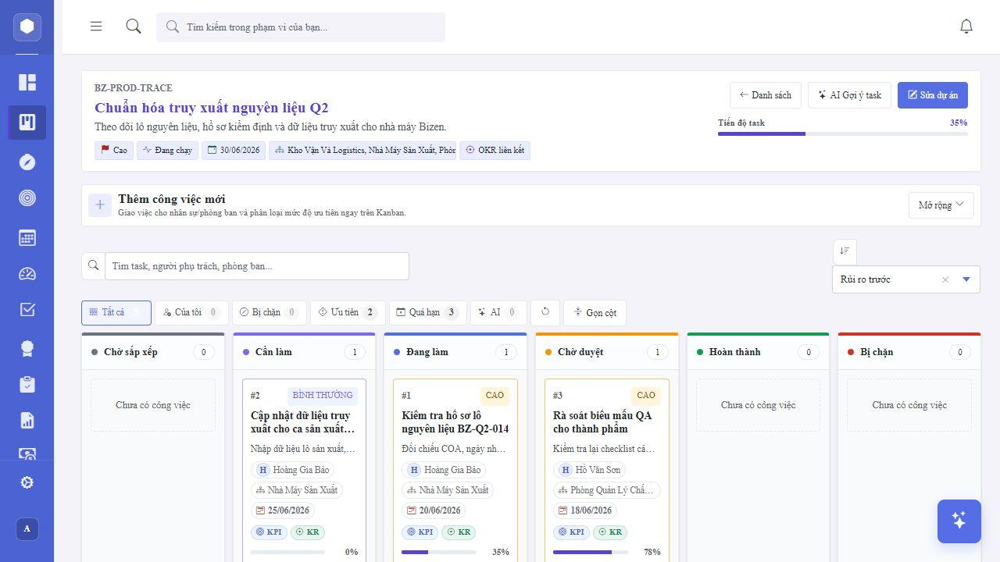 Tìm kiếm trong phạm vi của bạn...
BZ-PROD-TRACE
Chuẩn hóa truy xuất nguyên liệu Q2
Theo dõi lô nguyên liệu, hồ sơ kiểm định và dữ liệu truy xuất cho nhà máy Bizen.
Cao
Đang chạy
30/06/2026
Kho Vận Và Logistics, Nhà Máy Sản Xuất, Phòn
OKR liên kết
Danh sách
AI Gợi ý task
Sửa dự án
Tiến độ task
35%
Thêm công việc mới
Giao việc cho nhân sự/phòng ban và phân loại mức độ ưu tiên ngay trên Kanban.
Mở rộng
Tìm task, người phụ trách, phòng ban...
Rủi ro trước
Tất cả 3
Của tôi 0
Bị chặn 0
Ưu tiên 2
Quá hạn 3
AI 0
Gọn cột
Chờ sắp xếp 0
Chưa có công việc
Cần làm 1
#2 BÌNH THƯỜNG
Cập nhật dữ liệu truy
xuất cho ca sản xuất...
Nhập dữ liệu lô sản xuất,...
H Hoàng Gia Bảo
Nhà Máy Sản Xuất
25/06/2026
KPI KR
0%
Đang làm 1
#1 CAO
Kiểm tra hồ sơ lô
nguyên liệu BZ-Q2-014
Đối chiếu COA, ngày nh...
H Hoàng Gia Bảo
Nhà Máy Sản Xuất
20/06/2026
KPI KR
35%
Chờ duyệt 1
#3 CAO
Rà soát biểu mẫu QA
cho thành phẩm
Kiểm tra lại checklist cả...
H Hồ Văn Sơn
Phòng Quản Lý Chấ...
18/06/2026
KPI KR
78%
Hoàn thành 0
Chưa có công việc
Bị chặn 0
Chưa có công việc
A